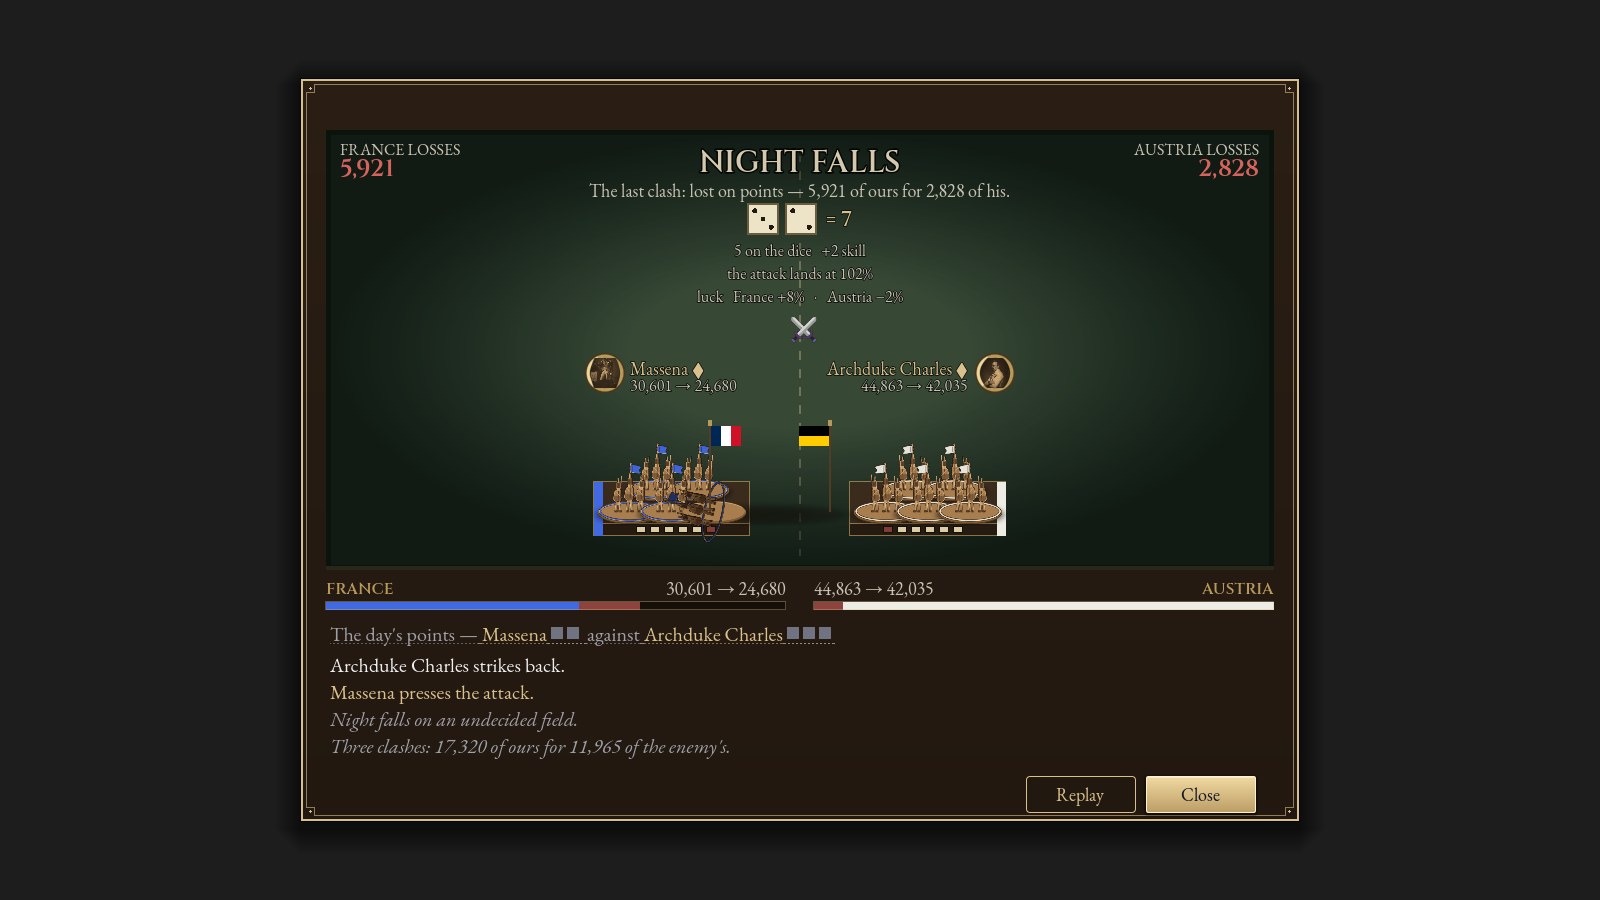 FRANCE LOSSES
5,921
NIGHT FALLS
AUSTRIA LOSSES
2,828
The last clash: lost on points — 5,921 of ours for 2,828 of his.
= 7
5 on the dice +2 skill
the attack lands at 102%
luck France +8% · Austria −2%
Massena
30,601 → 24,680
Archduke Charles
44,863 → 42,035
FRANCE
30,601 → 24,680
44,863 → 42,035
AUSTRIA
The day's points — Massena against Archduke Charles
Archduke Charles strikes back.
Massena presses the attack.
Night falls on an undecided field.
Three clashes: 17,320 of ours for 11,965 of the enemy's.
Replay
Close